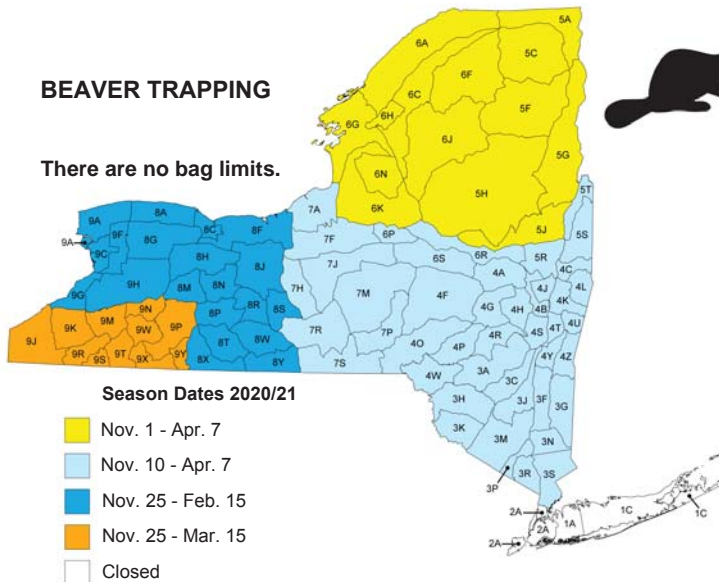 BEAVER TRAPPING
There are no bag limits.
5A
6A
5C
6F
6C
5F
6G
6H
6J
5G
6N
5H
6K
5T
5J
7A
9A
8A
8C
8F
9F
7F
6P
5S
9A
8G
9C
8H
6S
6R
5R
7J
8J
4A
4C
9H
8M
8N
7H
4J
4L
9G
7M
4F
4K
9N
8R
8S
4G
4H
4B
9M
8P
9K
9W
9P
4U
7R
7P
4R
4S
4T
9J
8T
8W
4O
4P
9R
9S
9T
9X
9Y
8X
8Y
7S
4Y
4Z
3A
4W
3C
3H
3J
3F
3G
3K
3M
3N
3P
3R
3S
2A
2A
2A
1A
1C
1C
Season Dates 2020/21
Nov. 1 - Apr. 7
Nov. 10 - Apr. 7
Nov. 25 - Feb. 15
Nov. 25 - Mar. 15
Closed